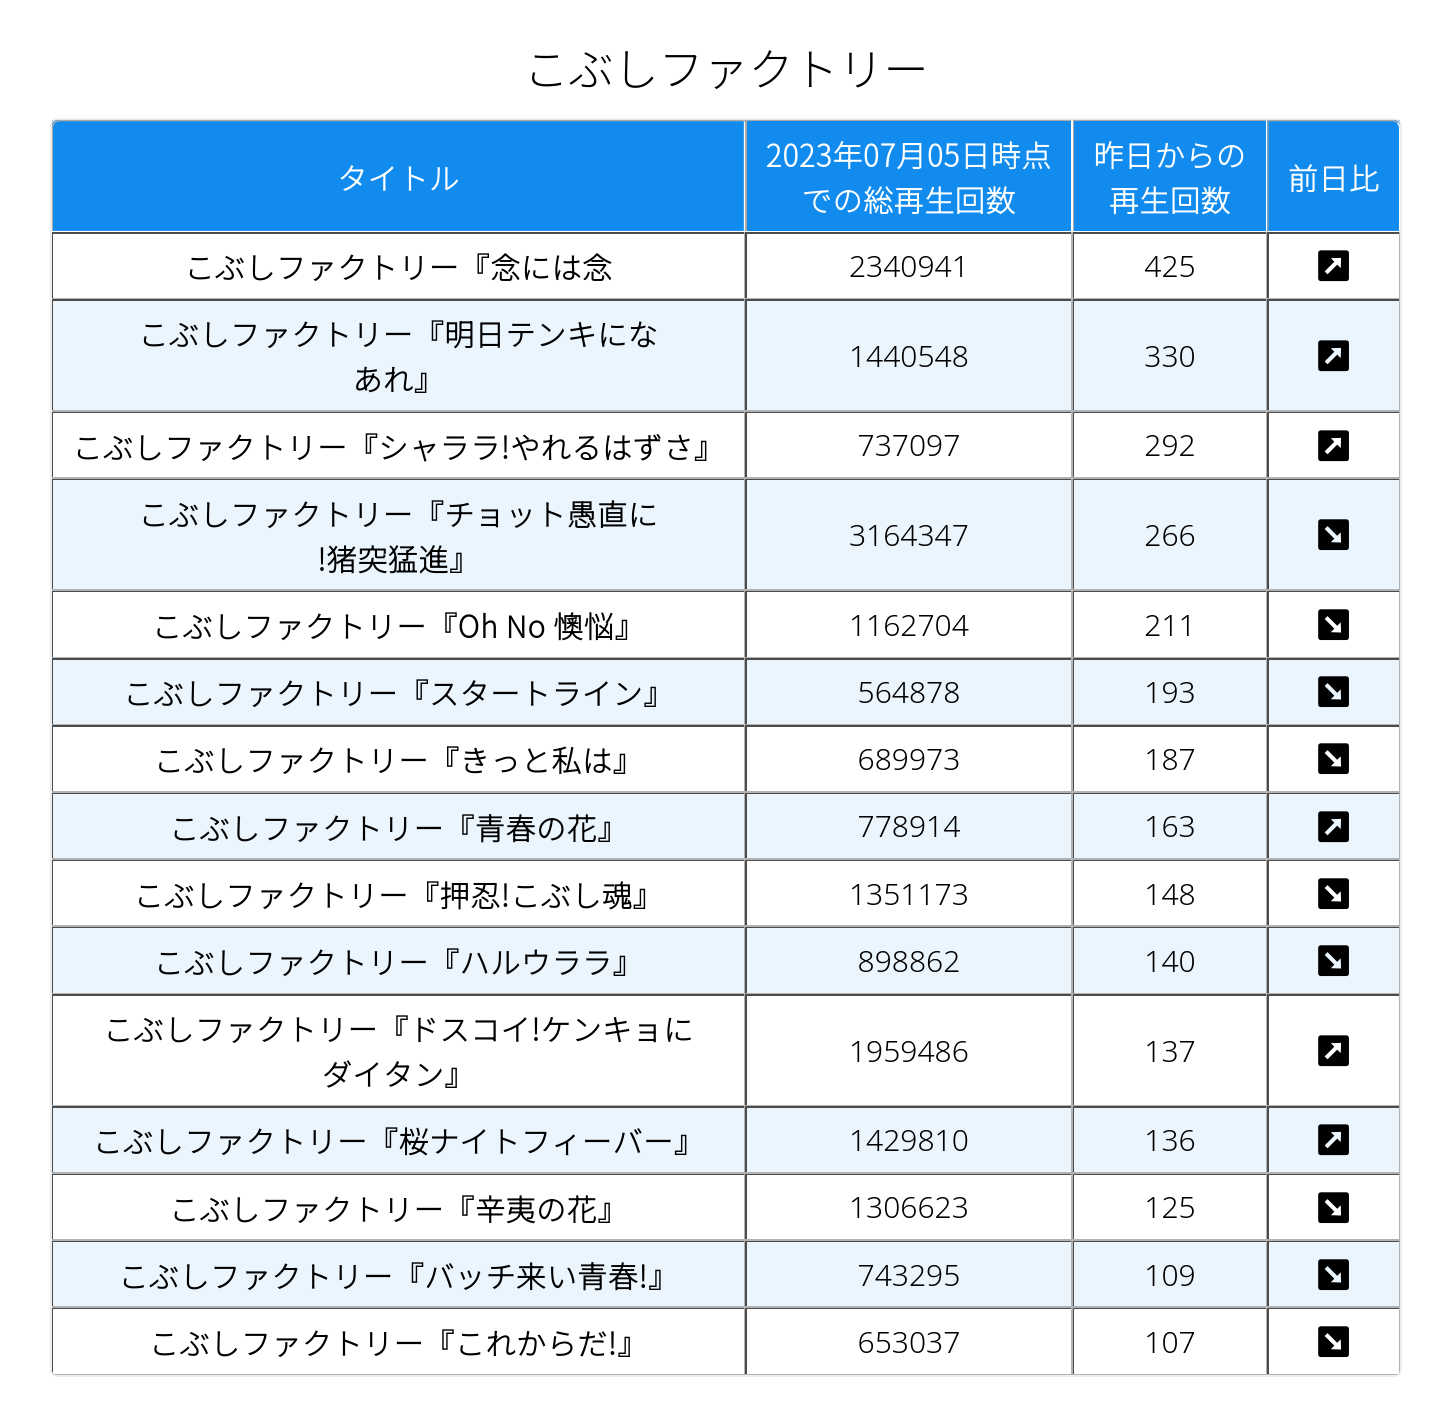 こぶしファクトリー
タイトル
2023年07月05日時点
での総再生回数
昨日からの
再生回数
前日比
こぶしファクトリー『念には念
2340941
425
こぶしファクトリー『明日テンキにな
あれ』
1440548
330
こぶしファクトリー『シャララ!やれるはずさ』
737097
292
こぶしファクトリー『チョット愚直に
!猪突猛進』
3164347
266
こぶしファクトリー『Oh No 懊悩』
1162704
211
こぶしファクトリー『スタートライン』
564878
193
こぶしファクトリー『きっと私は』
689973
187
こぶしファクトリー『青春の花』
778914
163
こぶしファクトリー『押忍!こぶし魂』
1351173
148
こぶしファクトリー『ハルウララ』
898862
140
こぶしファクトリー『ドスコイ!ケンキョに
ダイタン』
1959486
137
こぶしファクトリー『桜ナイトフィーバー』
1429810
136
こぶしファクトリー『辛夷の花』
1306623
125
こぶしファクトリー『バッチ来い青春!』
743295
109
こぶしファクトリー『これからだ!』
653037
107